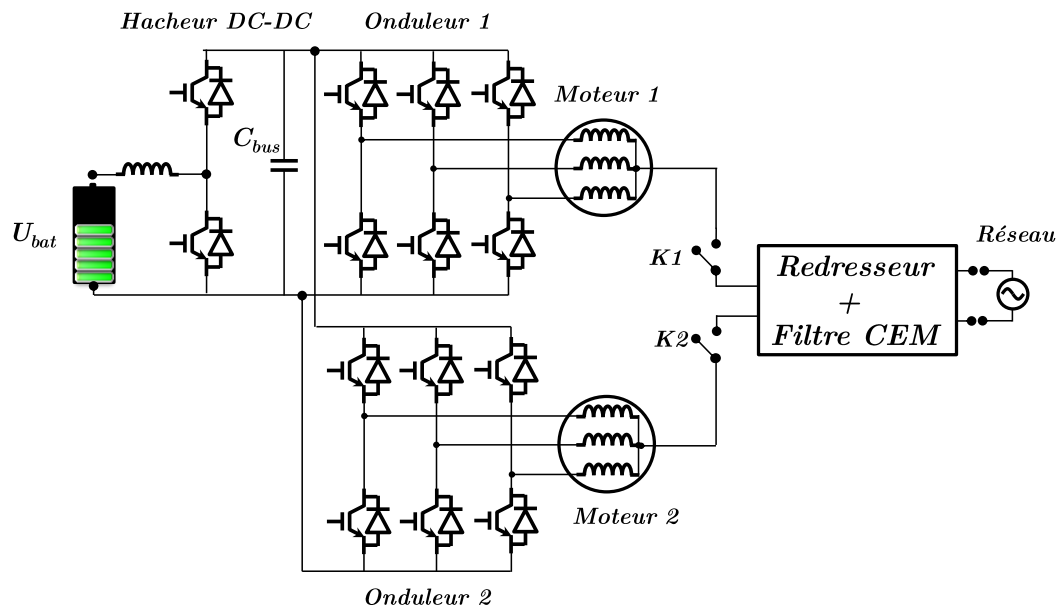 Hacheur DC-DC
Onduleur 1
Moteur 1
C_bus
U_bat
K1
Réseau
Redresseur
+
Filtre CEM
K2
Moteur 2
Onduleur 2